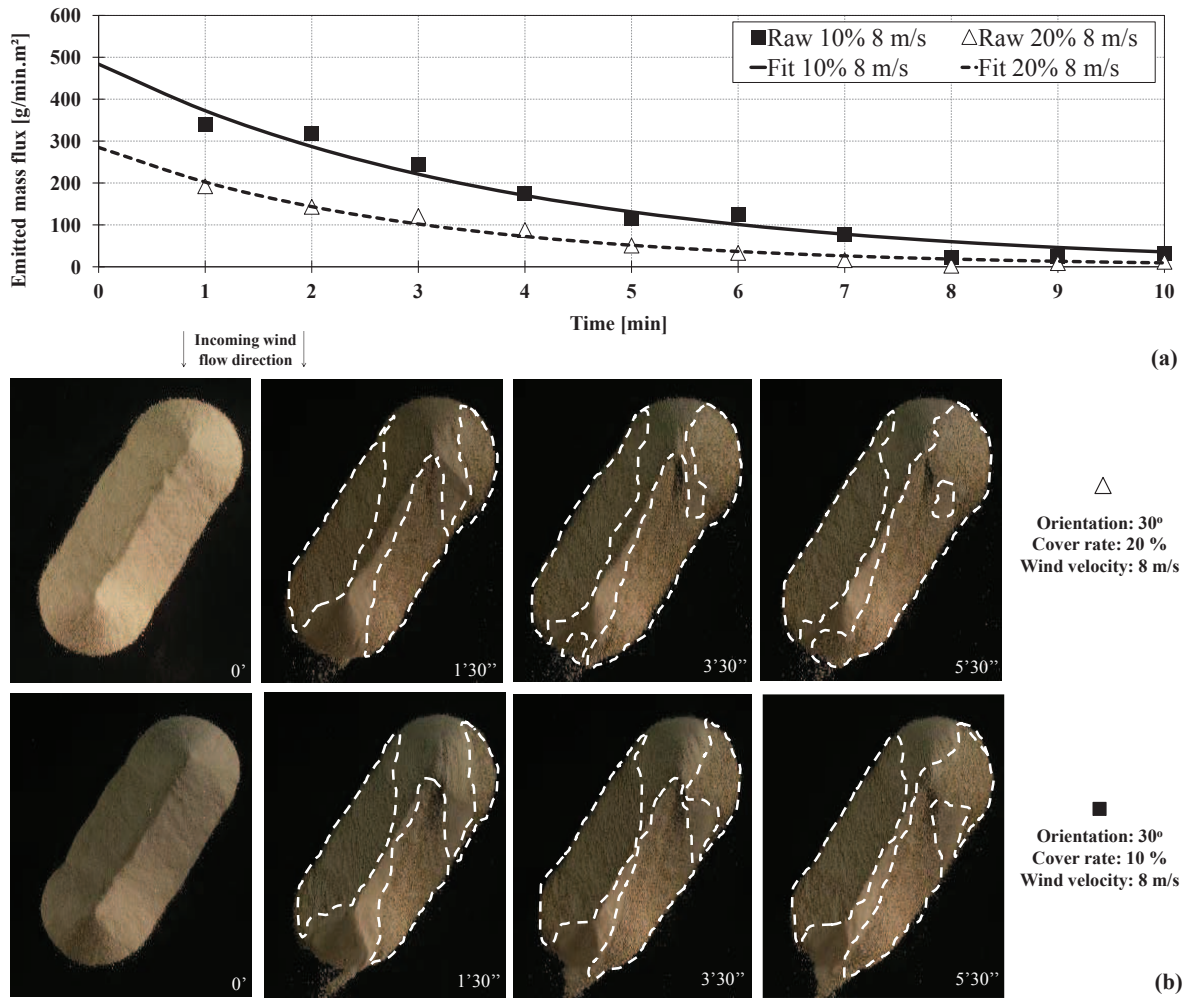 600
500
400
300
200
100
0
Emitted mass flux [g/min.m²]
■Raw 10% 8 m/s △Raw 20% 8 m/s
Fit 10% 8 m/s Fit 20% 8 m/s
0 1 2 3 4 5 6 7 8 9 10
Time [min]
Incoming wind
flow direction
(a)
0’
1’30’’
3’30’’
5’30’’
△
Orientation: 30º
Cover rate: 20 %
Wind velocity: 8 m/s
0’
1’30’’
3’30’’
5’30’’
■
Orientation: 30º
Cover rate: 10 %
Wind velocity: 8 m/s
(b)